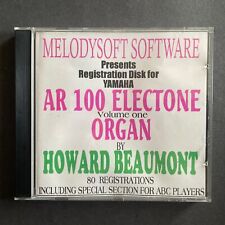 MELODYSOFT SOFTWARE
Presents
Registration Disk for
YAMAHA
AR 100 ELECTONE
Volume one
ORGAN
BY
HOWARD BEAUMONT
80 REGISTRATIONS
INCLUDING SPECIAL SECTION FOR ABC PLAYERS